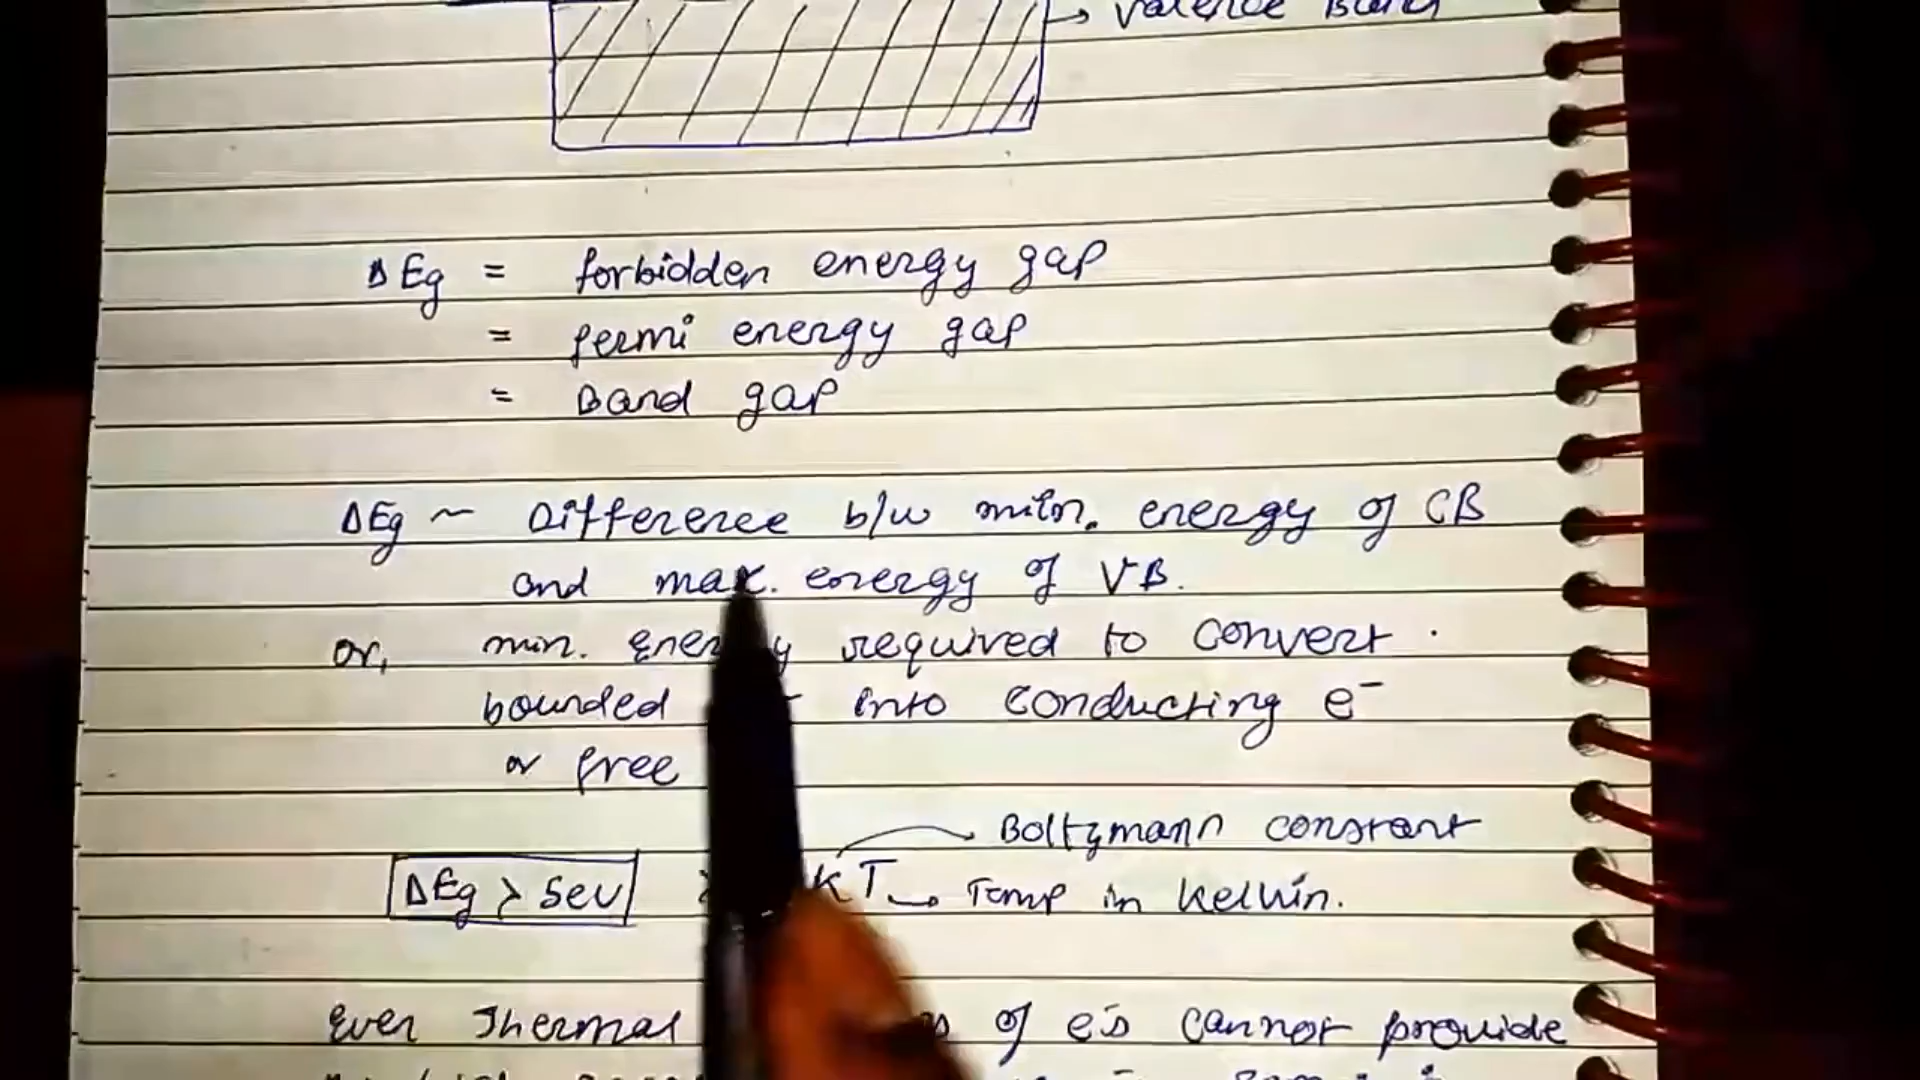 → Valence Band
ΔEg = forbidden energy gap
= fermi energy gap
= Band gap
ΔEg ~ Difference b/w min. energy of CB
and max. energy of VB.
or, min. energy required to convert
bounded into conducting e⁻
or free
Boltzmann constant
ΔEg > 5eV KT → Temp in Kelvin.
Even Thermal of e's cannot provide